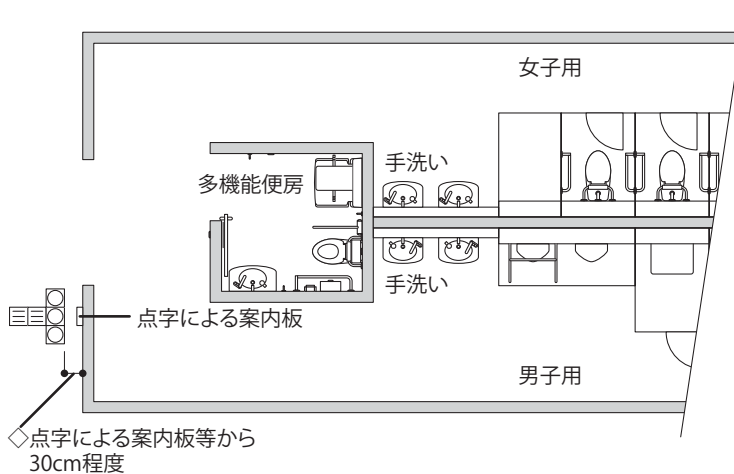 女子用
手洗い
多機能便房
手洗い
点字による案内板
男子用
◇点字による案内板等から
30cm程度